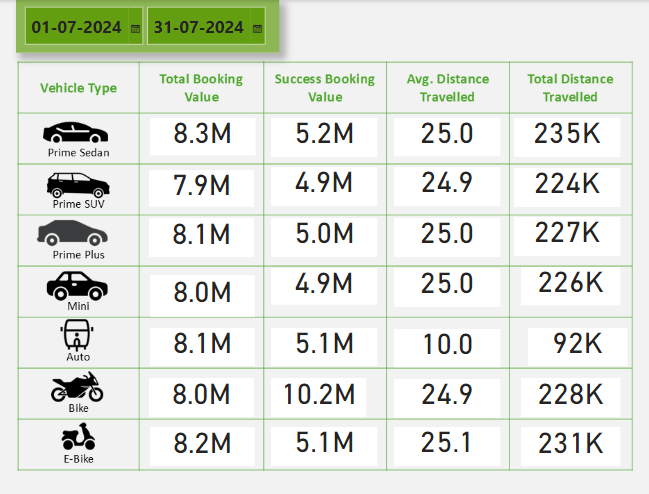 01-07-2024 31-07-2024
Vehicle Type Total Booking Value Success Booking Value Avg. Distance Travelled Total Distance Travelled
Prime Sedan 8.3M 5.2M 25.0 235K
Prime SUV 7.9M 4.9M 24.9 224K
Prime Plus 8.1M 5.0M 25.0 227K
Mini 8.0M 4.9M 25.0 226K
Auto 8.1M 5.1M 10.0 92K
Bike 8.0M 10.2M 24.9 228K
E-Bike 8.2M 5.1M 25.1 231K